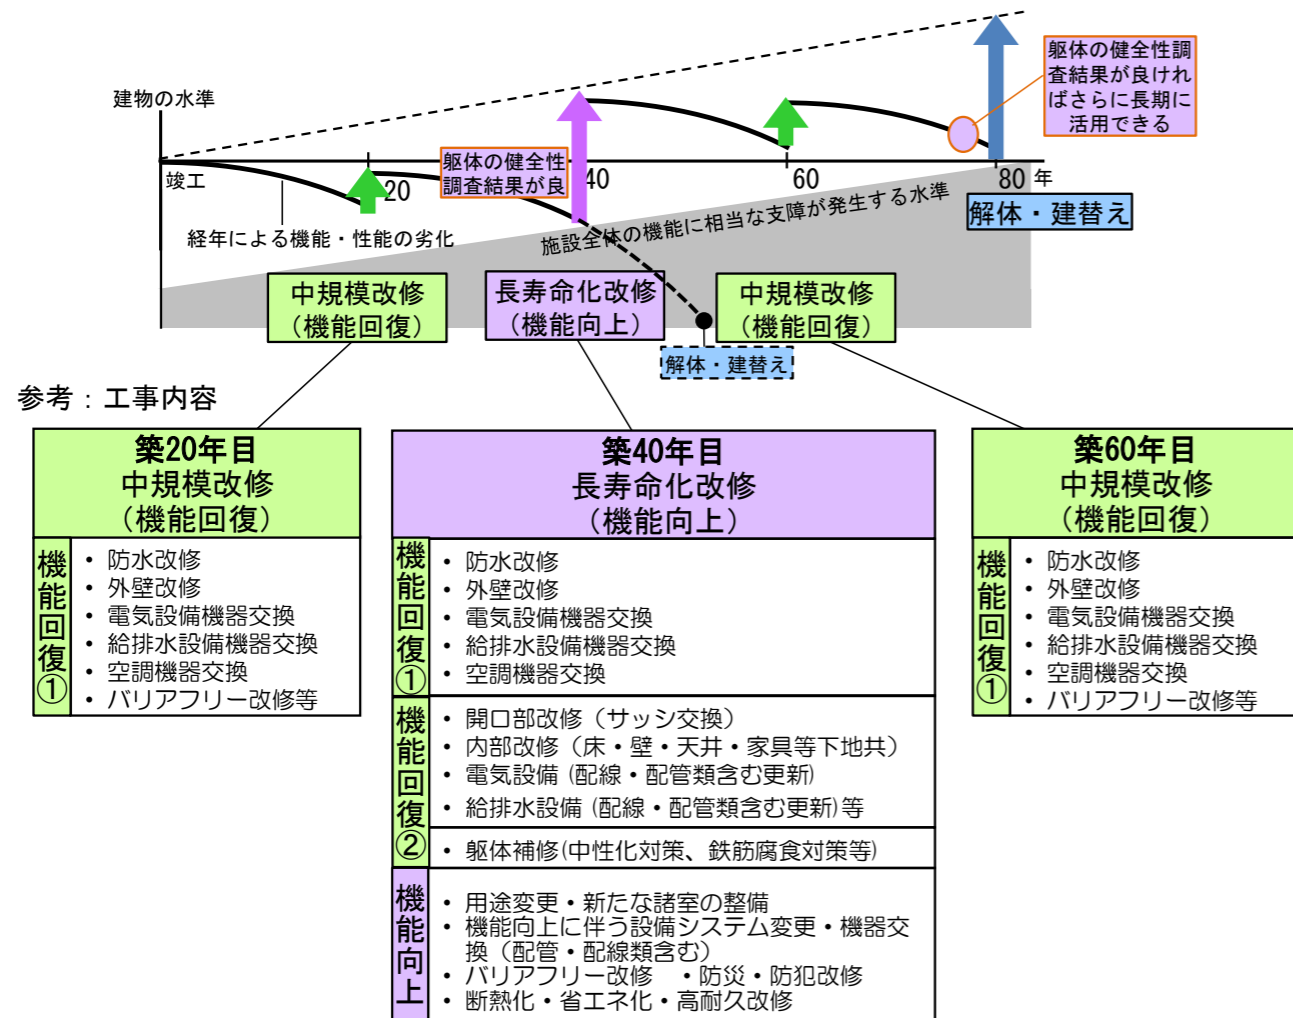 建物の水準
躯体の健全性調
査結果が良けれ
ばさらに長期に
活用できる
竣工
20
躯体の健全性
調査結果が良
40
60
80 年
経年による機能・性能の劣化
施設全体の機能に相当な支障が発生する水準
解体・建替え
中規模改修
(機能回復)
長寿命化改修
(機能向上)
中規模改修
(機能回復)
解体・建替え
参考：工事内容
築20年目
中規模改修
(機能回復)
機能回復①
・ 防水改修
・ 外壁改修
・ 電気設備機器交換
・ 給排水設備機器交換
・ 空調機器交換
・ バリアフリー改修等
築40年目
長寿命化改修
(機能向上)
機能回復①
・ 防水改修
・ 外壁改修
・ 電気設備機器交換
・ 給排水設備機器交換
・ 空調機器交換
機能回復②
・ 開口部改修（サッシ交換）
・ 内部改修（床・壁・天井・家具等下地共）
・ 電気設備（配線・配管類含む更新）
・ 給排水設備（配線・配管類含む更新）等
・ 躯体補修(中性化対策、鉄筋腐食対策等)
機能向上
・ 用途変更・新たな諸室の整備
・ 機能向上に伴う設備システム変更・機器交
換（配管・配線類含む）
・ バリアフリー改修 ・防災・防犯改修
・ 断熱化・省エネ化・高耐久改修
築60年目
中規模改修
(機能回復)
機能回復①
・ 防水改修
・ 外壁改修
・ 電気設備機器交換
・ 給排水設備機器交換
・ 空調機器交換
・ バリアフリー改修等